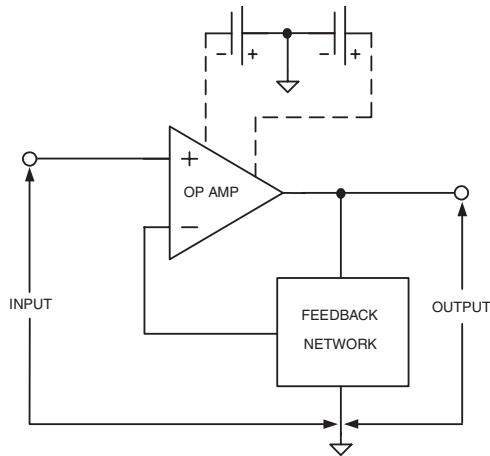 − + − +
+
OP AMP
−
INPUT
OUTPUT
FEEDBACK
NETWORK